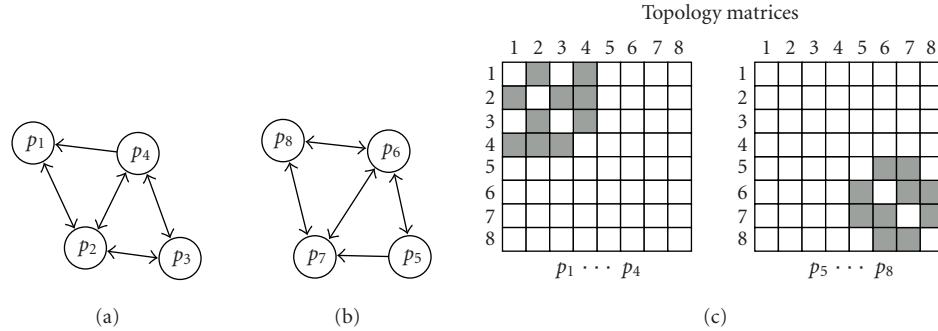 Topology matrices
1 2 3 4 5 6 7 8
1
2
3
4
5
6
7
8
p1 · · · p4
1 2 3 4 5 6 7 8
1
2
3
4
5
6
7
8
p5 · · · p8
p1
p4
p2
p3
p8
p6
p7
p5
(a)
(b)
(c)